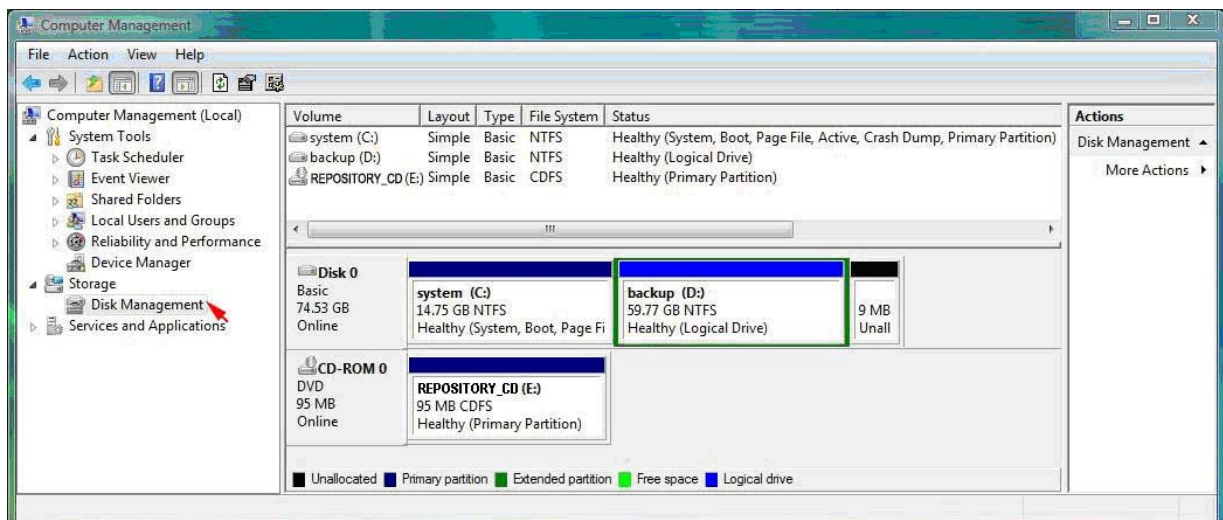 Computer Management
File Action View Help
Computer Management (Local)
System Tools
Task Scheduler
Event Viewer
Shared Folders
Local Users and Groups
Reliability and Performance
Device Manager
Storage
Disk Management
Services and Applications
Volume Layout Type File System Status
system (C:) Simple Basic NTFS Healthy (System, Boot, Page File, Active, Crash Dump, Primary Partition)
backup (D:) Simple Basic NTFS Healthy (Logical Drive)
REPOSITORY_CD (E:) Simple Basic CDFS Healthy (Primary Partition)
Disk 0
Basic
74.53 GB
Online
system (C:)
14.75 GB NTFS
Healthy (System, Boot, Page Fi
backup (D:)
59.77 GB NTFS
Healthy (Logical Drive)
9 MB
Unall
CD-ROM 0
DVD
95 MB
Online
REPOSITORY_CD (E:)
95 MB CDFS
Healthy (Primary Partition)
Unallocated Primary partition Extended partition Free space Logical drive
Actions
Disk Management
More Actions